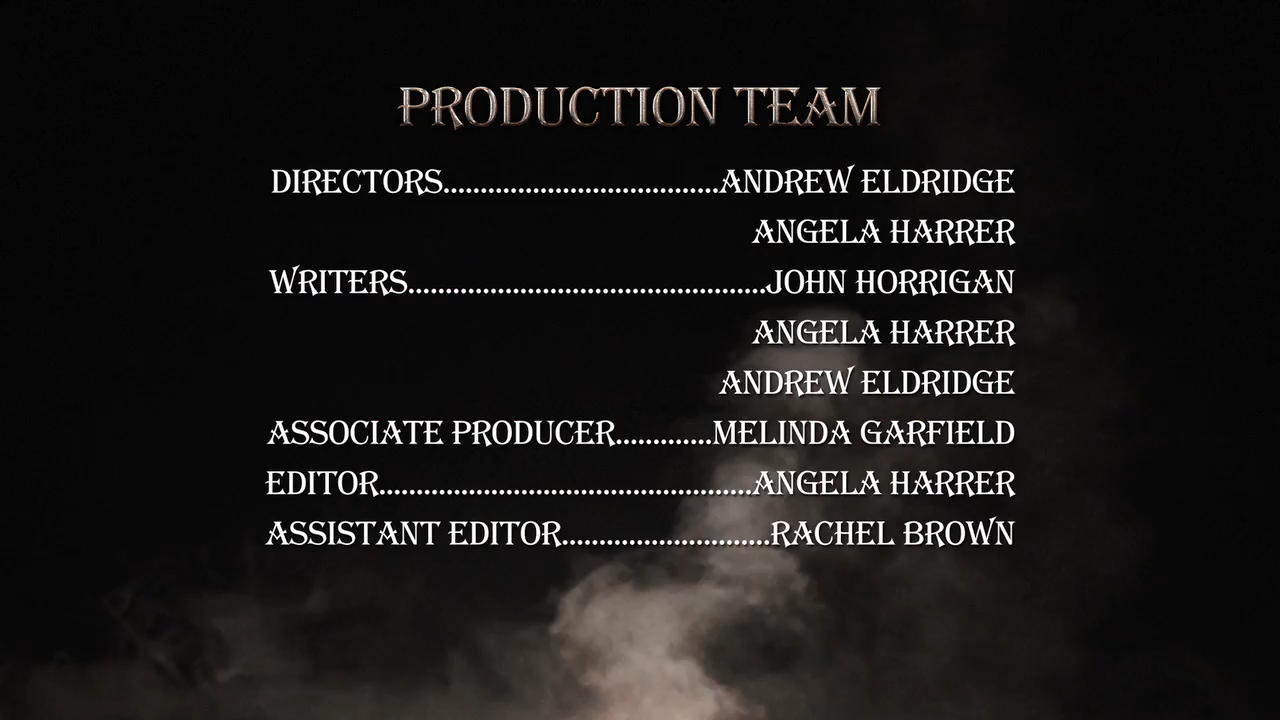 PRODUCTION TEAM
DIRECTORS.....................................ANDREW ELDRIDGE
ANGELA HARRER
WRITERS................................................JOHN HORRIGAN
ANGELA HARRER
ANDREW ELDRIDGE
ASSOCIATE PRODUCER.............MELINDA GARFIELD
EDITOR..................................................ANGELA HARRER
ASSISTANT EDITOR............................RACHEL BROWN